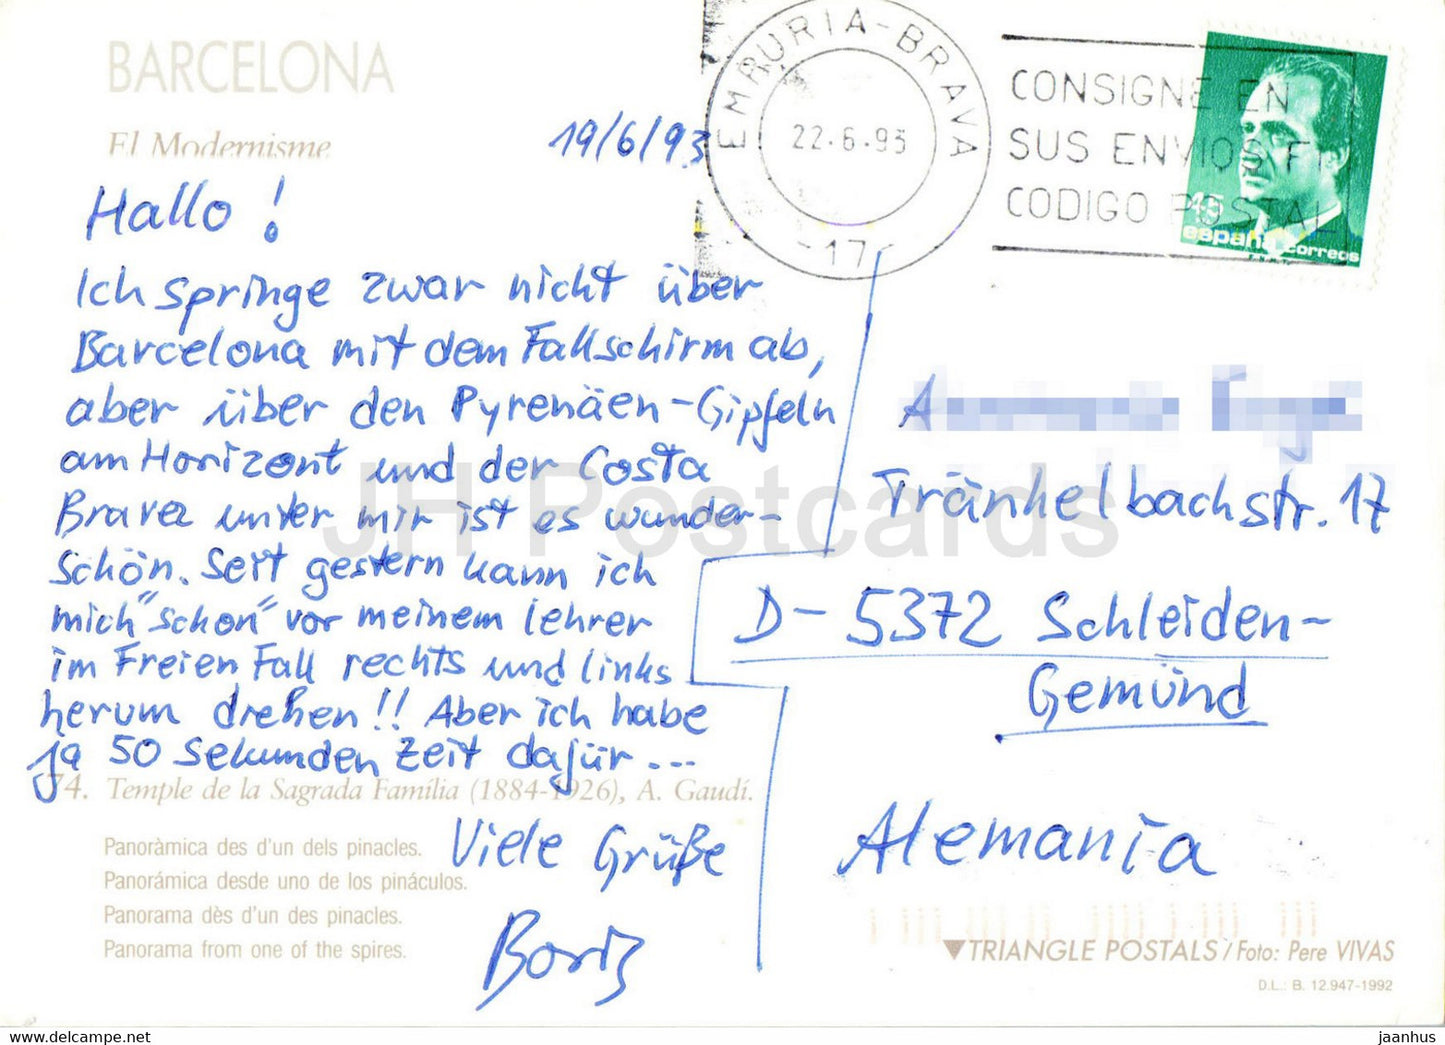 BARCELONA
El Modernisme
19/6/93
EMPURIA-BRAVA
22-6-93
-17-
CONSIGNE EN
SUS ENVIOS EL
CODIGO POSTAL
45
españa correos
Hallo !
Ich springe zwar nicht über
Barcelona mit dem Fallschirm ab,
aber über den Pyrenäen-Gipfeln
am Horizont und der Costa
Brava unter mir ist es wunder-
schön. Seit gestern kann ich
mich "schon" vor meinem Lehrer
im Freien Fall rechts und links
herum drehen!! Aber ich habe
ja 50 Sekunden Zeit dafür...
Viele Grüße
Boris
Tränkelbachstr. 17
D-5372 Schleiden-
Gemünd
Alemania
74. Temple de la Sagrada Família (1884-1926), A. Gaudí.
Panoràmica des d'un dels pinacles.
Panorámica desde uno de los pináculos.
Panorama dès d'un des pinacles.
Panorama from one of the spires.
TRIANGLE POSTALS / Foto: Pere VIVAS
D.L.: B. 12.947-1992
JH Postcards
https://www.hippostcard.com
jaanhus